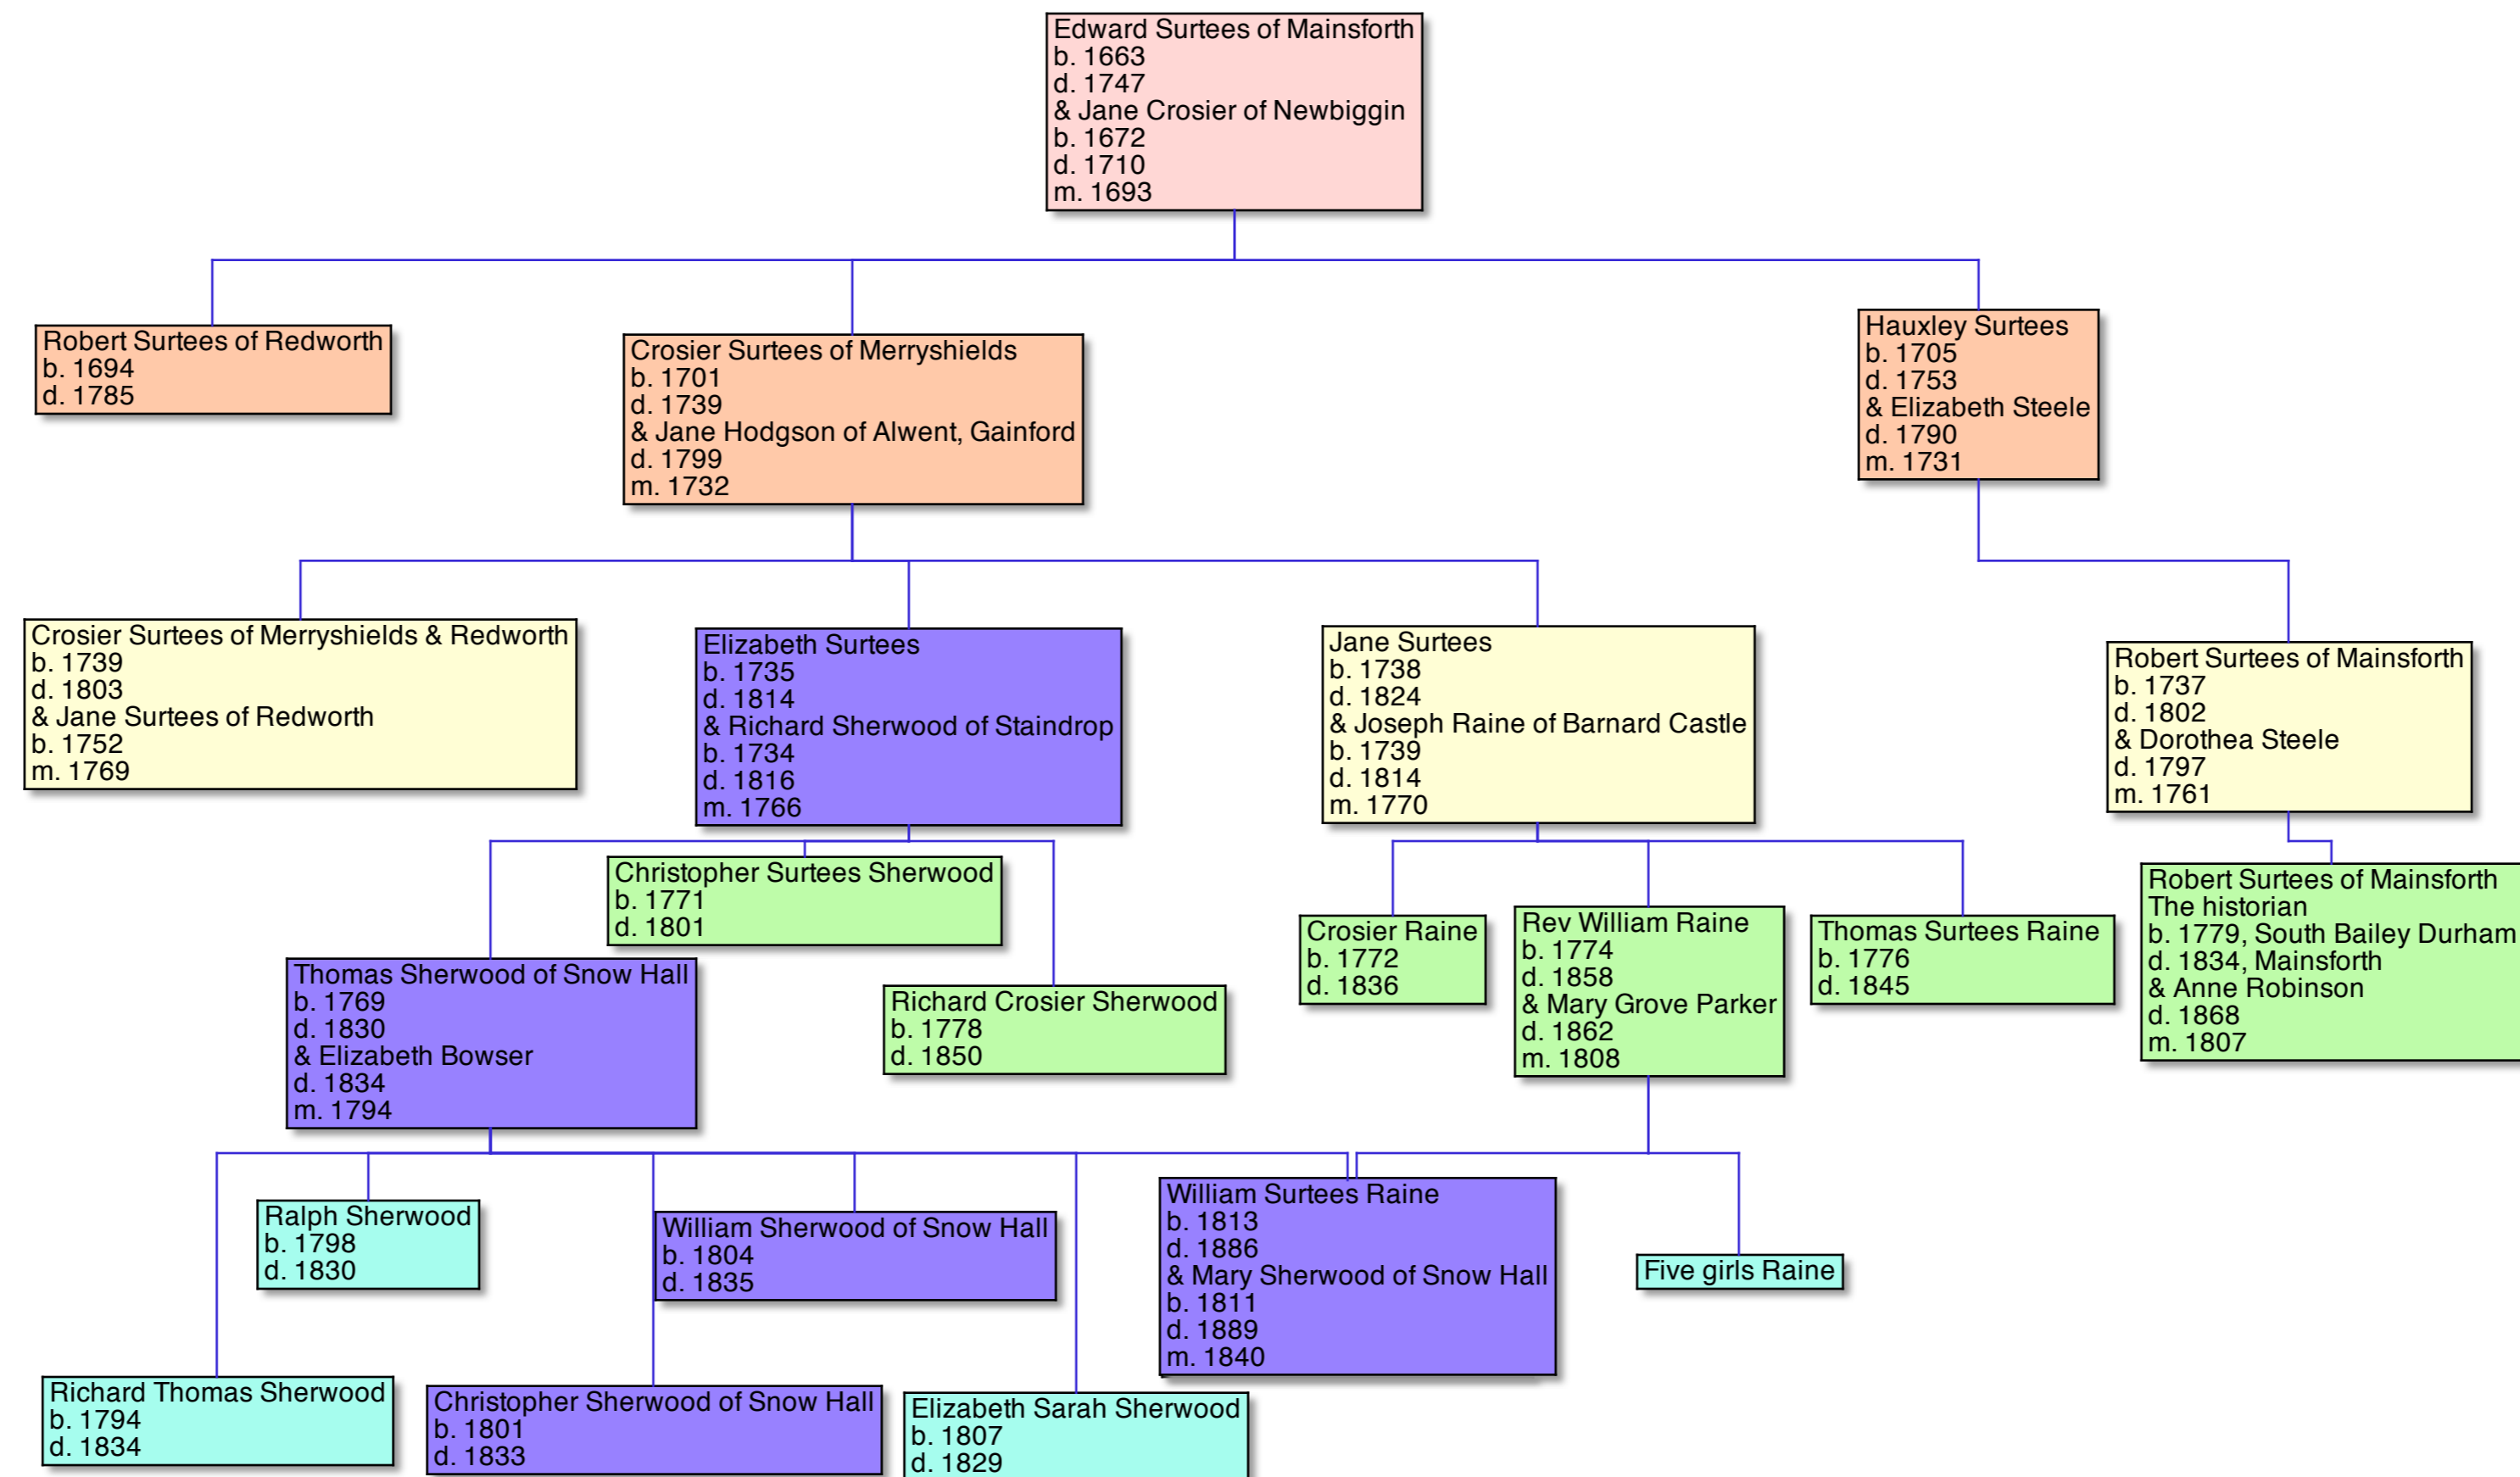 Edward Surtees of Mainsforth
b. 1663
d. 1747
& Jane Crosier of Newbiggin
b. 1672
d. 1710
m. 1693
Robert Surtees of Redworth
b. 1694
d. 1785
Crosier Surtees of Merryshields
b. 1701
d. 1739
& Jane Hodgson of Alwent, Gainford
d. 1799
m. 1732
Hauxley Surtees
b. 1705
d. 1753
& Elizabeth Steele
d. 1790
m. 1731
Crosier Surtees of Merryshields & Redworth
b. 1739
d. 1803
& Jane Surtees of Redworth
b. 1752
m. 1769
Elizabeth Surtees
b. 1735
d. 1814
& Richard Sherwood of Staindrop
b. 1734
d. 1816
m. 1766
Jane Surtees
b. 1738
d. 1824
& Joseph Raine of Barnard Castle
b. 1739
d. 1814
m. 1770
Robert Surtees of Mainsforth
b. 1737
d. 1802
& Dorothea Steele
d. 1797
m. 1761
Christopher Surtees Sherwood
b. 1771
d. 1801
Thomas Sherwood of Snow Hall
b. 1769
d. 1830
& Elizabeth Bowser
d. 1834
m. 1794
Richard Crosier Sherwood
b. 1778
d. 1850
Crosier Raine
b. 1772
d. 1836
Rev William Raine
b. 1774
d. 1858
& Mary Grove Parker
d. 1862
m. 1808
Thomas Surtees Raine
b. 1776
d. 1845
Robert Surtees of Mainsforth
The historian
b. 1779, South Bailey Durham
d. 1834, Mainsforth
& Anne Robinson
d. 1868
m. 1807
Ralph Sherwood
b. 1798
d. 1830
William Sherwood of Snow Hall
b. 1804
d. 1835
William Surtees Raine
b. 1813
d. 1886
& Mary Sherwood of Snow Hall
b. 1811
d. 1889
m. 1840
Five girls Raine
Richard Thomas Sherwood
b. 1794
d. 1834
Christopher Sherwood of Snow Hall
b. 1801
d. 1833
Elizabeth Sarah Sherwood
b. 1807
d. 1829